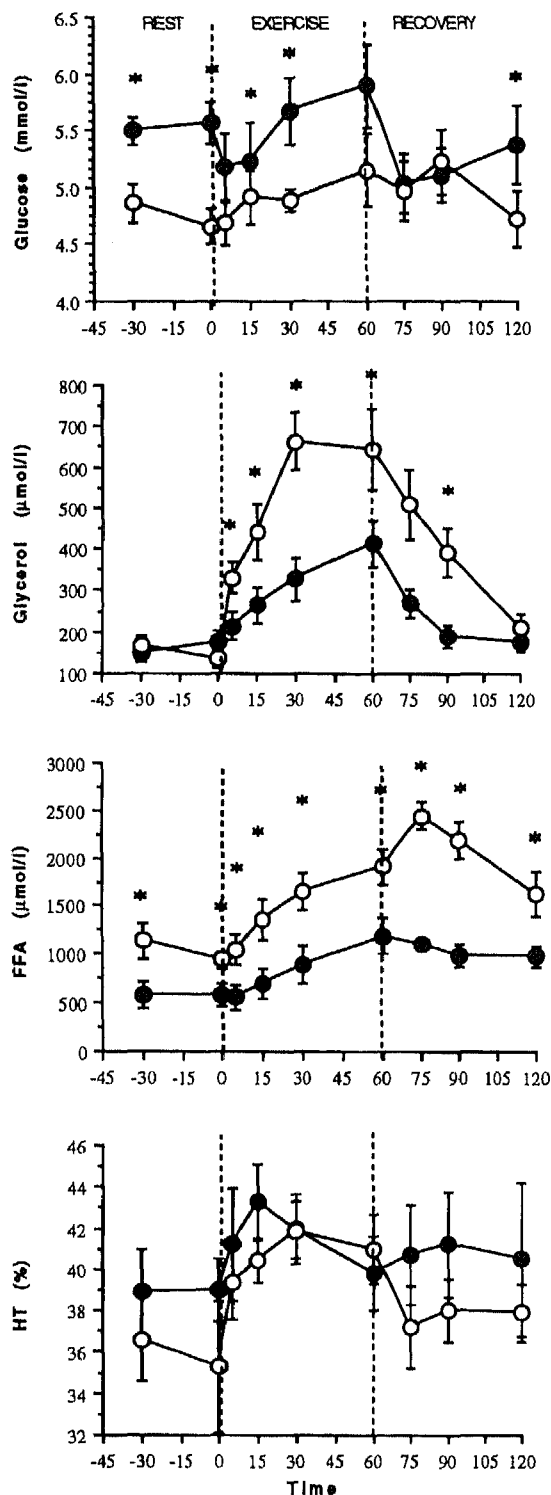 REST EXERCISE RECOVERY
6.5
6.0
5.5
5.0
4.5
4.0
Glucose (mmol/l)
* * * * *
-45 -30 -15 0 15 30 45 60 75 90 105 120
800
700
600
500
400
300
200
100
Glycerol (μmol/l)
* * * * *
-45 -30 -15 0 15 30 45 60 75 90 105 120
3000
2500
2000
1500
1000
500
0
FFA (μmol/l)
* * * * * * * * *
-45 -30 -15 0 15 30 45 60 75 90 105 120
46
44
42
40
38
36
34
32
HT (%)
-45 -30 -15 0 15 30 45 60 75 90 105 120
Time